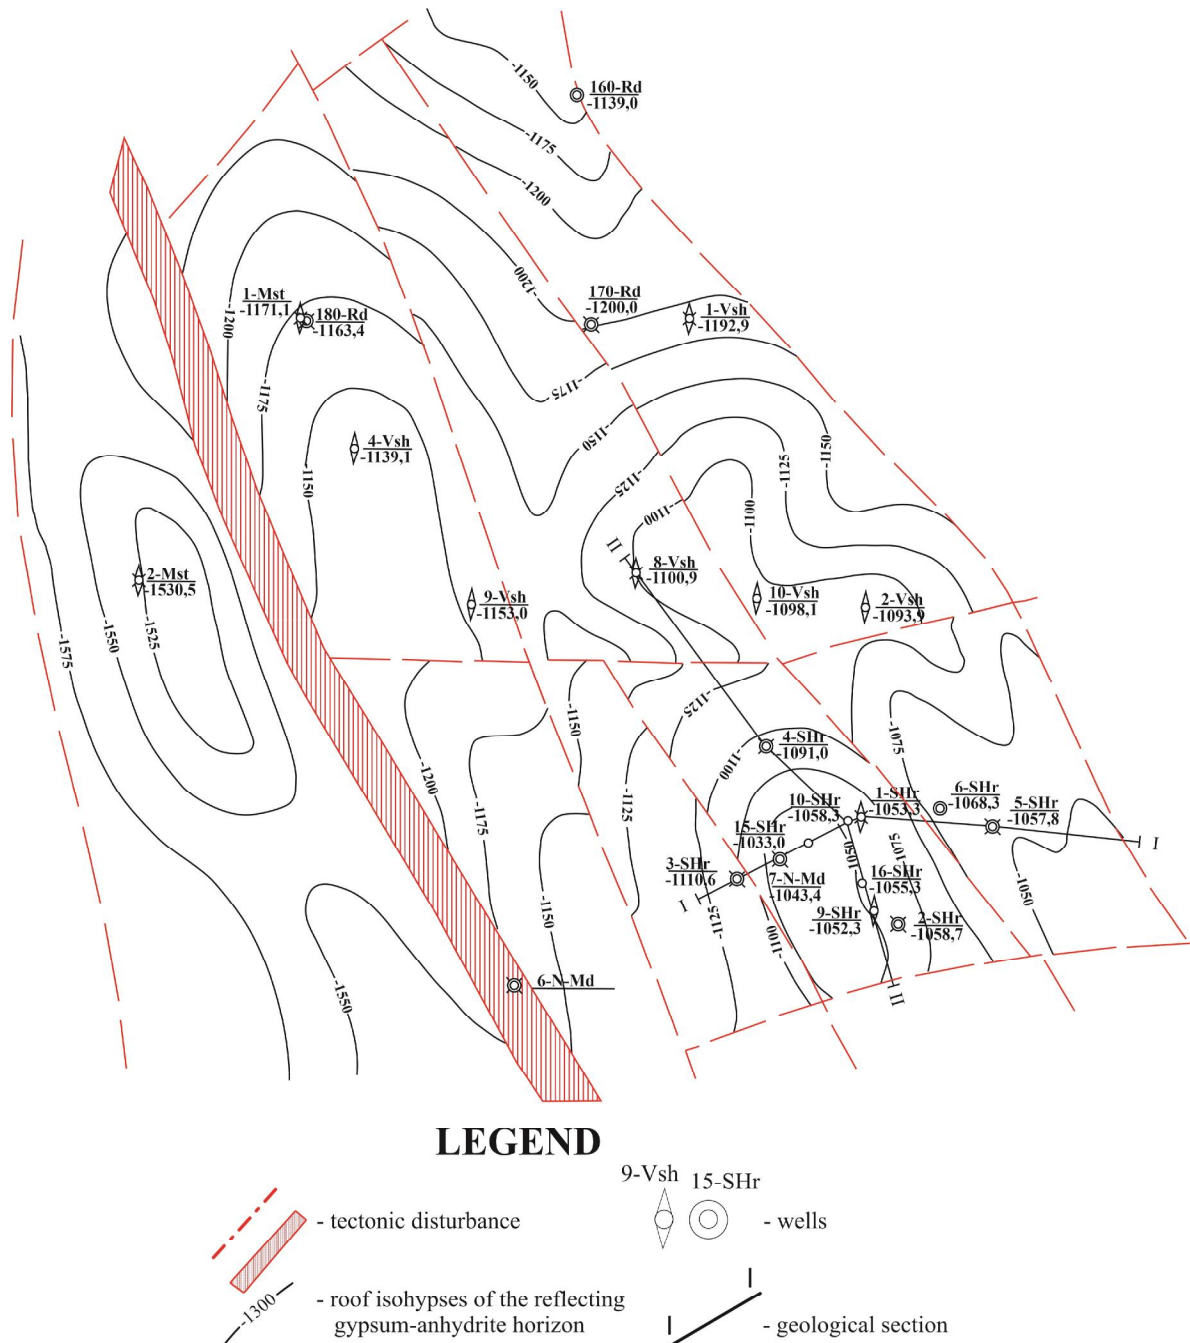 -1150
160-Rd
-1139,0
-1175
-1200
1-Mst
-1171,1
180-Rd
-1163,4
-1200
-1200
170-Rd
-1200,0
1-Vsh
-1192,9
-1175
-1175
4-Vsh
-1139,1
-1150
-1150
-1150
-1125
-1125
-1100
-1100
II
8-Vsh
-1100,9
2-Mst
-1530,5
9-Vsh
-1153,0
10-Vsh
-1098,1
2-Vsh
-1093,9
-1575
-1550
-1525
-1125
-1150
4-SHr
-1091,0
-1075
-1100
-1200
-1175
-1125
10-SHr
-1058,3
1-SHr
-1053,3
6-SHr
-1068,3
5-SHr
-1057,8
I
15-SHr
-1033,0
-1050
-1075
3-SHr
-1110,6
7-N-Md
-1043,4
16-SHr
-1055,3
-1050
I
-1150
-1125
-1100
9-SHr
-1052,3
2-SHr
-1058,7
6-N-Md
-1550
II
LEGEND
9-Vsh
15-SHr
- tectonic disturbance
- wells
-1300
- roof isohypses of the reflecting
gypsum-anhydrite horizon
I
I
- geological section